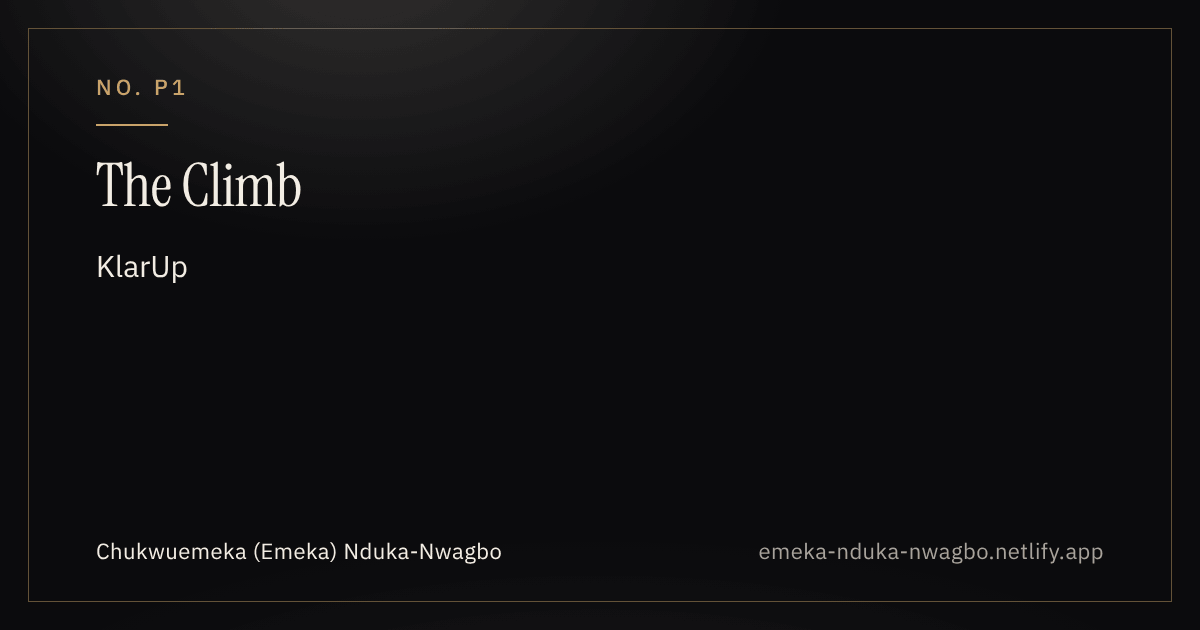 NO. P1
The Climb
KlarUp
Chukwuemeka (Emeka) Nduka-Nwagbo
emeka-nduka-nwagbo.netlify.app